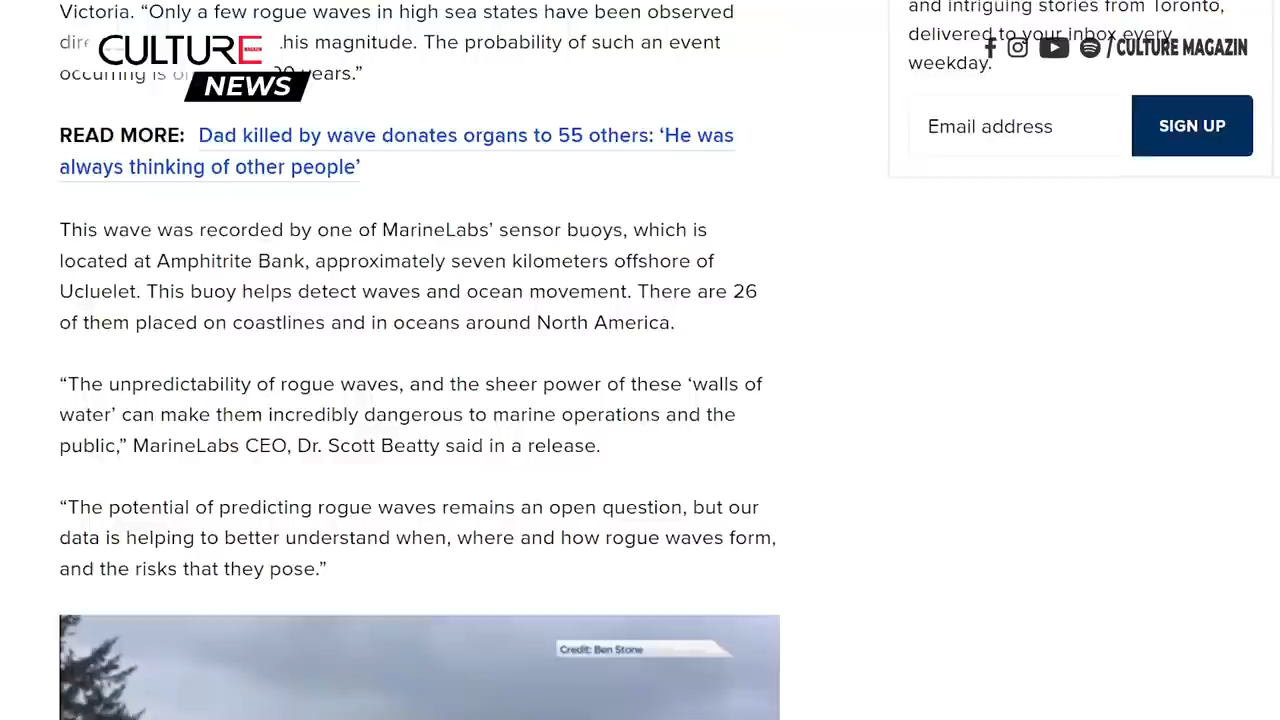 Victoria. “Only a few rogue waves in high sea states have been observed
this magnitude. The probability of such an event
occurring is years.”
CULTURE
NEWS
READ MORE: Dad killed by wave donates organs to 55 others: ‘He was
always thinking of other people’
This wave was recorded by one of MarineLabs’ sensor buoys, which is
located at Amphitrite Bank, approximately seven kilometers offshore of
Ucluelet. This buoy helps detect waves and ocean movement. There are 26
of them placed on coastlines and in oceans around North America.
“The unpredictability of rogue waves, and the sheer power of these ‘walls of
water’ can make them incredibly dangerous to marine operations and the
public,” MarineLabs CEO, Dr. Scott Beatty said in a release.
“The potential of predicting rogue waves remains an open question, but our
data is helping to better understand when, where and how rogue waves form,
and the risks that they pose.”
Credit: Ben Stone
and intriguing stories from Toronto,
delivered to your inbox every
weekday.
/ CULTURE MAGAZIN
Email address
SIGN UP